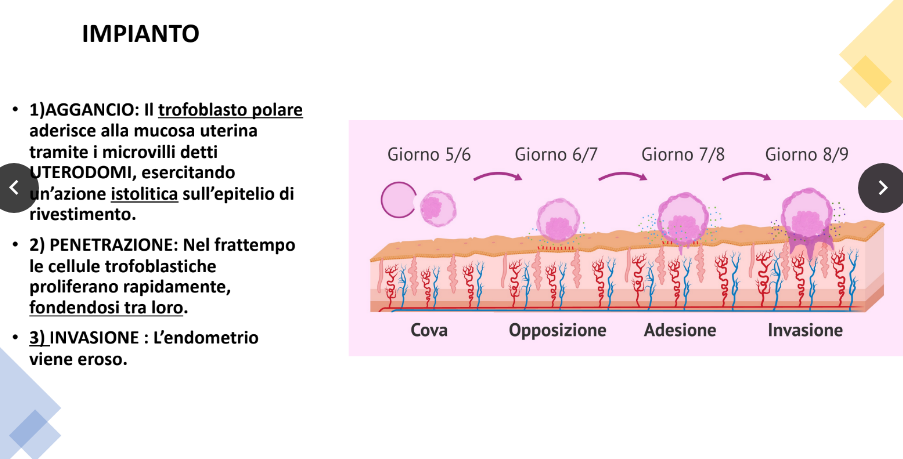 IMPIANTO
• 1)AGGANCIO: Il trofoblasto polare
aderisce alla mucosa uterina
tramite i microvilli detti
UTERODOMI, esercitando
un'azione istolitica sull'epitelio di
rivestimento.
• 2) PENETRAZIONE: Nel frattempo
le cellule trofoblastiche
proliferano rapidamente,
fondendosi tra loro.
• 3) INVASIONE : L'endometrio
viene eroso.
Giorno 5/6
Giorno 6/7
Giorno 7/8
Giorno 8/9
Cova
Opposizione
Adesione
Invasione